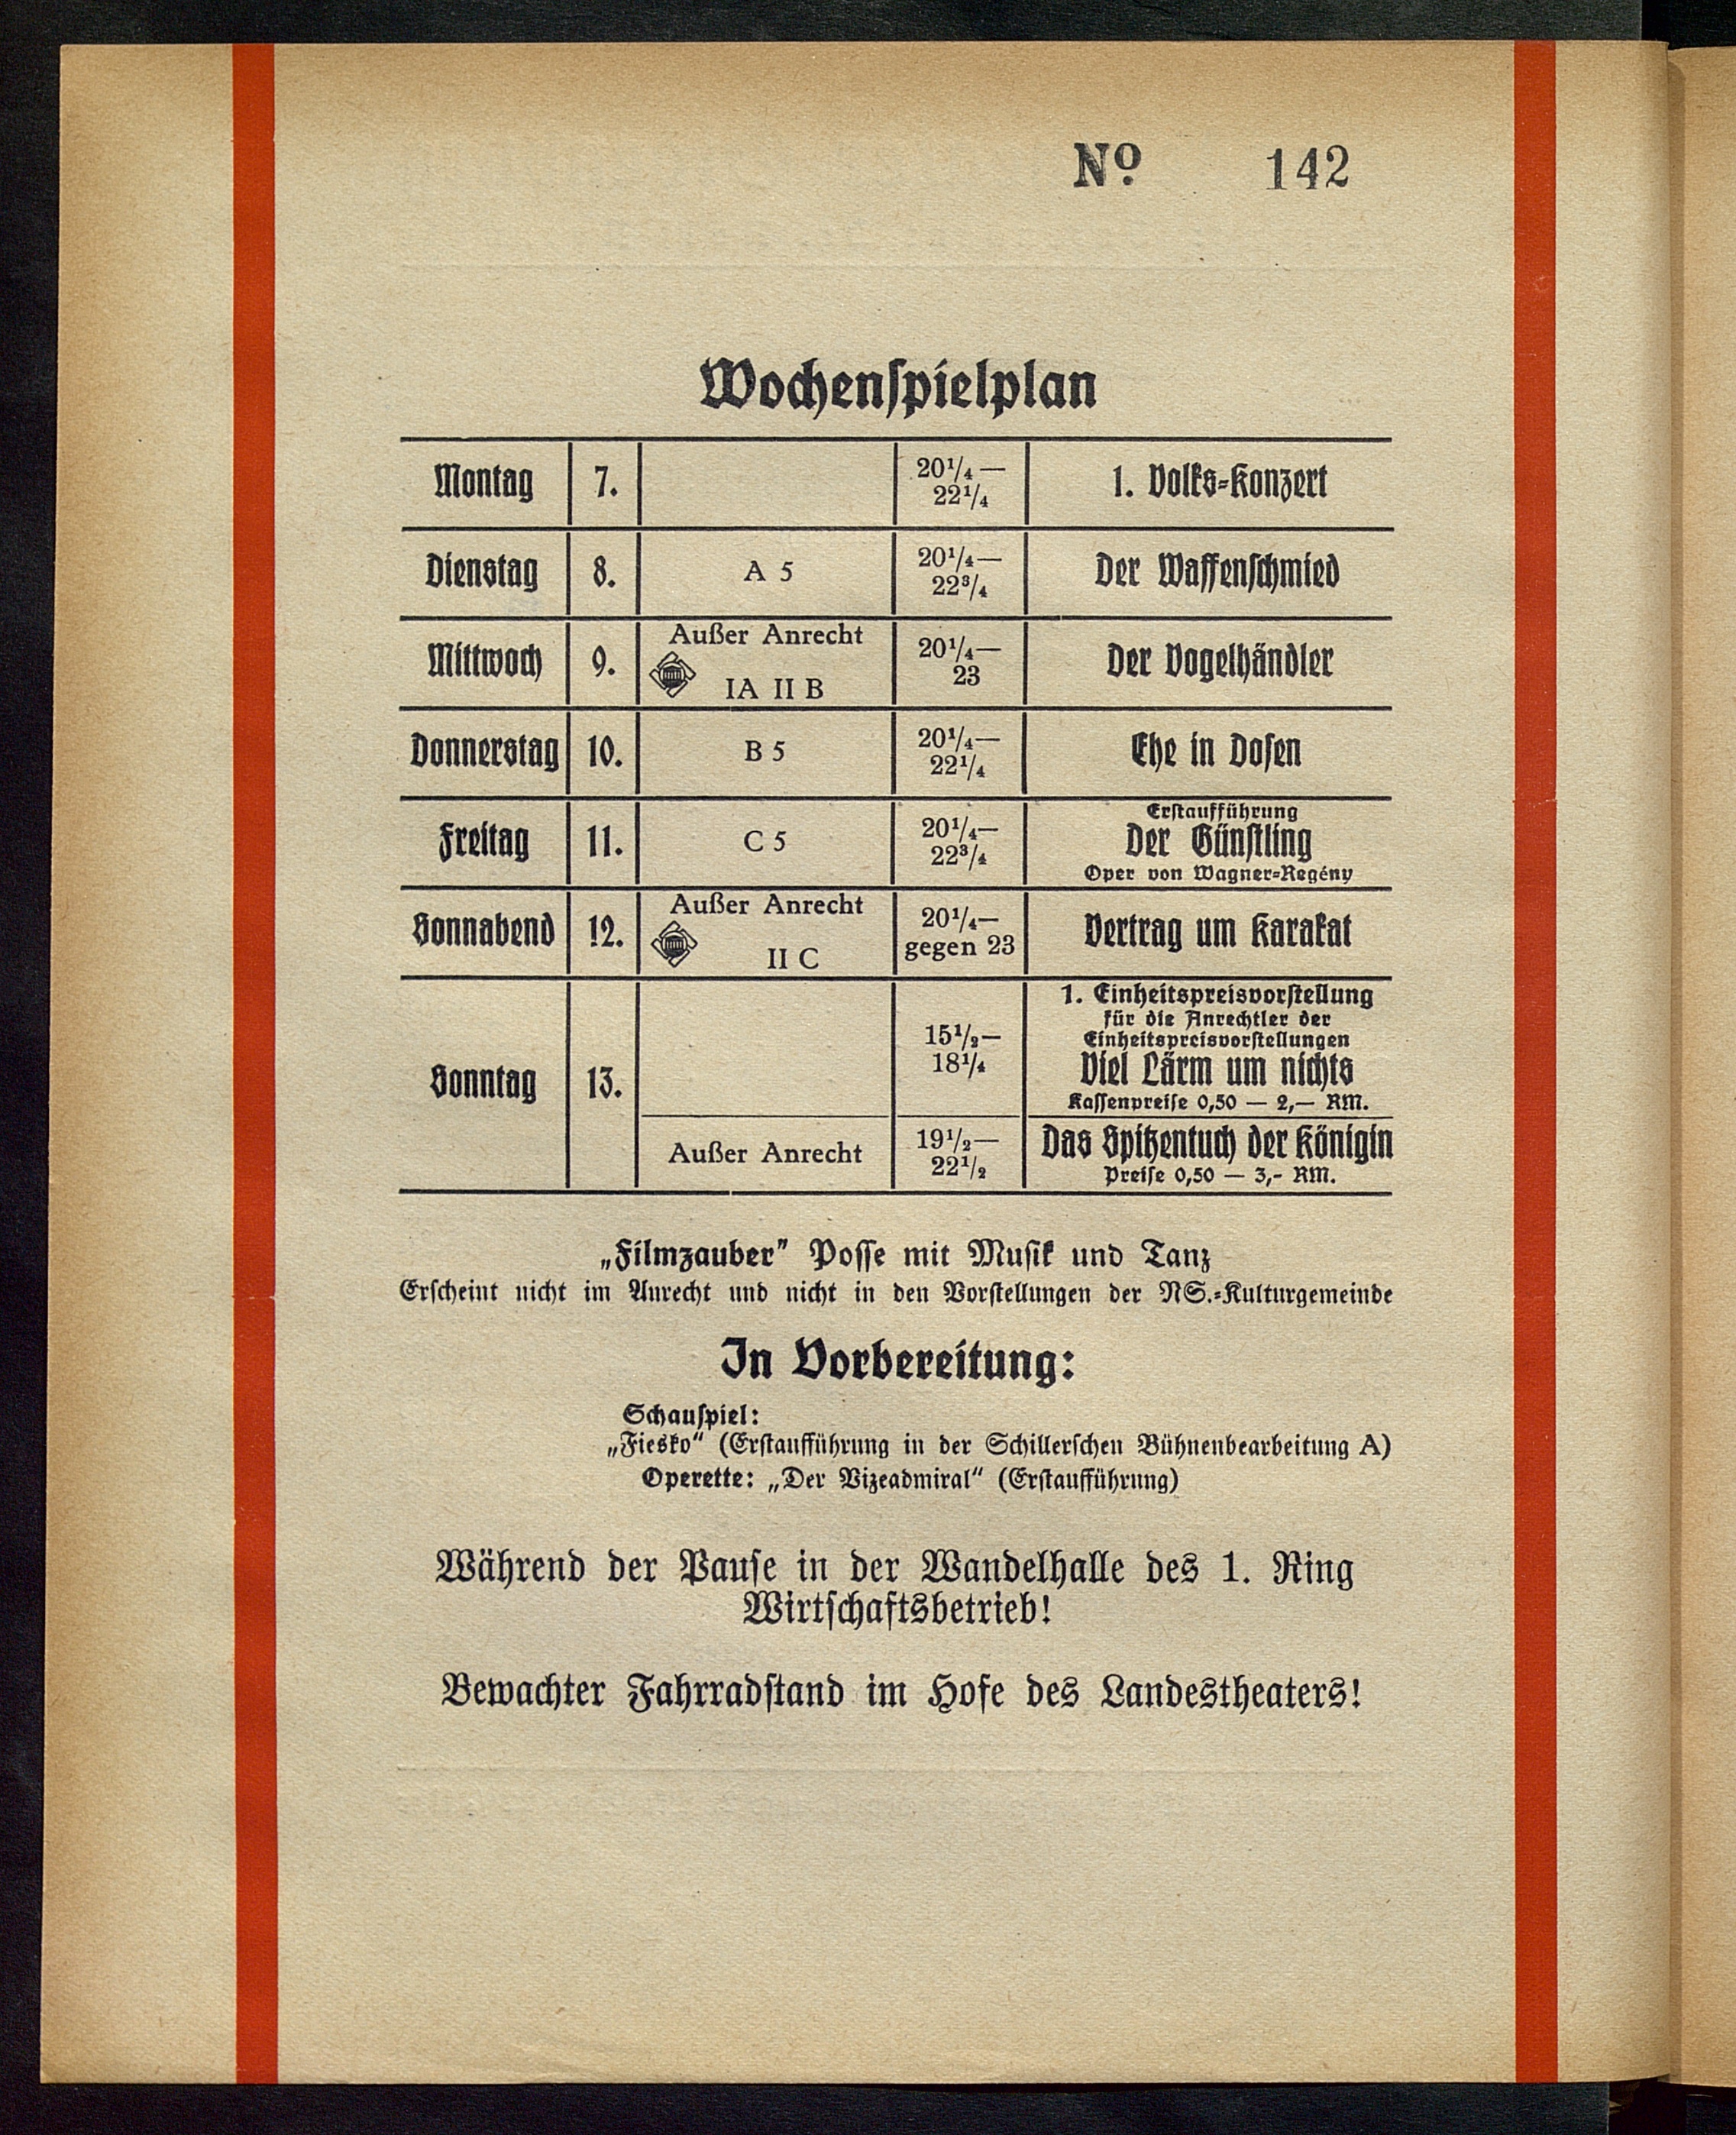 No. 142
Wochenspielplan
Montag 7. 20¹/₄— 22¹/₄ 1. Volks-Konzert
Dienstag 8. A 5 20¹/₄— 22³/₄ Der Waffenschmied
Mittwoch 9. Außer Anrecht IA II B 20¹/₄— 23 Der Vogelhändler
Donnerstag 10. B 5 20¹/₄— 22¹/₄ Ehe in Dosen
Freitag 11. C 5 20¹/₄— 22³/₄ Erstaufführung
Der Günstling
Oper von Wagner-Regény
Sonnabend 12. Außer Anrecht II C 20¹/₄— gegen 23 Vertrag um Karakat
Sonntag 13. 15¹/₂— 18¹/₄ 1. Einheitspreisvorstellung
für die Anrechtler der
Einheitspreisvorstellungen
Viel Lärm um nichts
Kassenpreise 0,50 — 2,— RM.
Außer Anrecht 19¹/₂— 22¹/₂ Das Spitzentuch der Königin
Preise 0,50 — 3,- RM.
„Filmzauber" Posse mit Musik und Tanz
Erscheint nicht im Anrecht und nicht in den Vorstellungen der NS.-Kulturgemeinde
In Vorbereitung:
Schauspiel:
„Fiesko“ (Erstaufführung in der Schillerschen Bühnenbearbeitung A)
Operette: „Der Vizeadmiral“ (Erstaufführung)
Während der Pause in der Wandelhalle des 1. Ring
Wirtschaftsbetrieb!
Bewachter Fahrradstand im Hofe des Landestheaters!